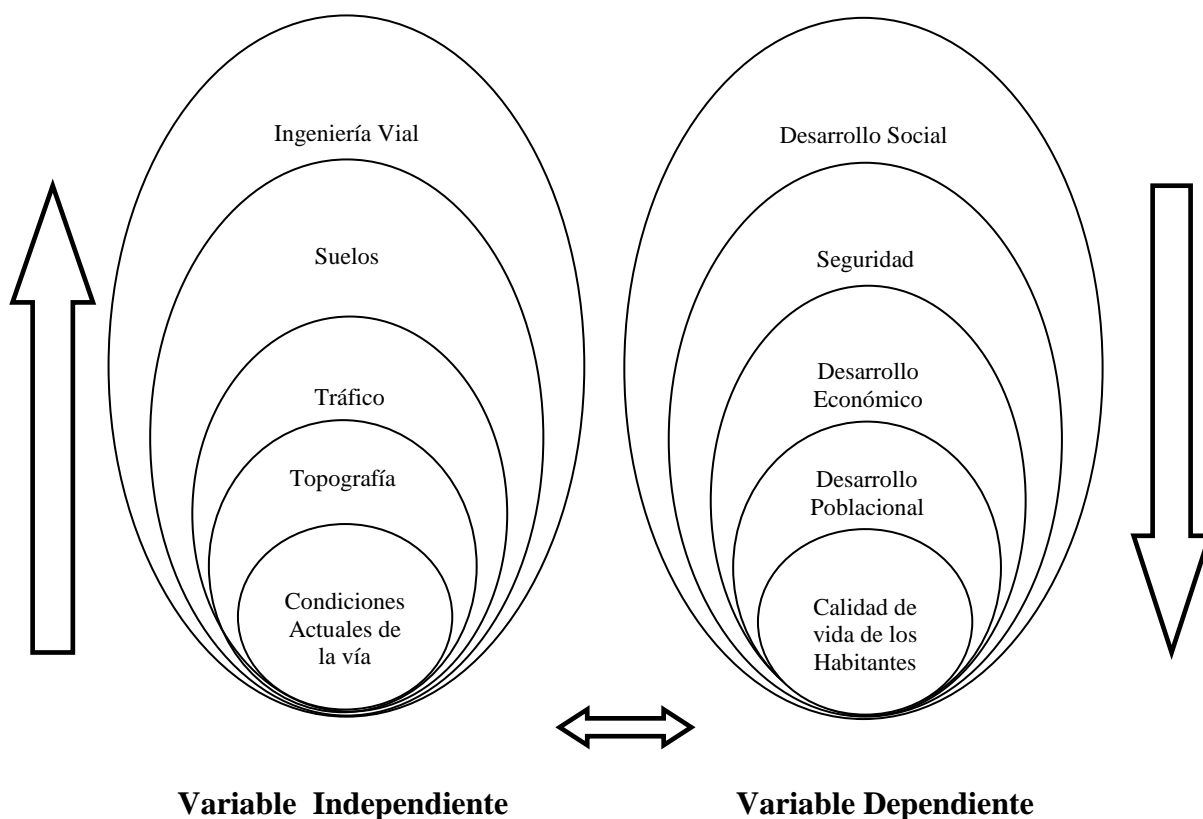 Ingeniería Vial
Suelos
Tráfico
Topografía
Condiciones
Actuales de
la vía
Desarrollo Social
Seguridad
Desarrollo
Económico
Desarrollo
Poblacional
Calidad de
vida de los
Habitantes
Variable Independiente
Variable Dependiente